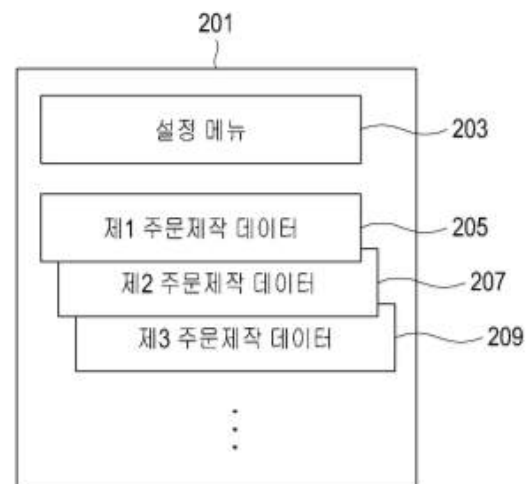 201
설정 메뉴
203
제1 주문제작 데이터
205
제2 주문제작 데이터
207
제3 주문제작 데이터
209